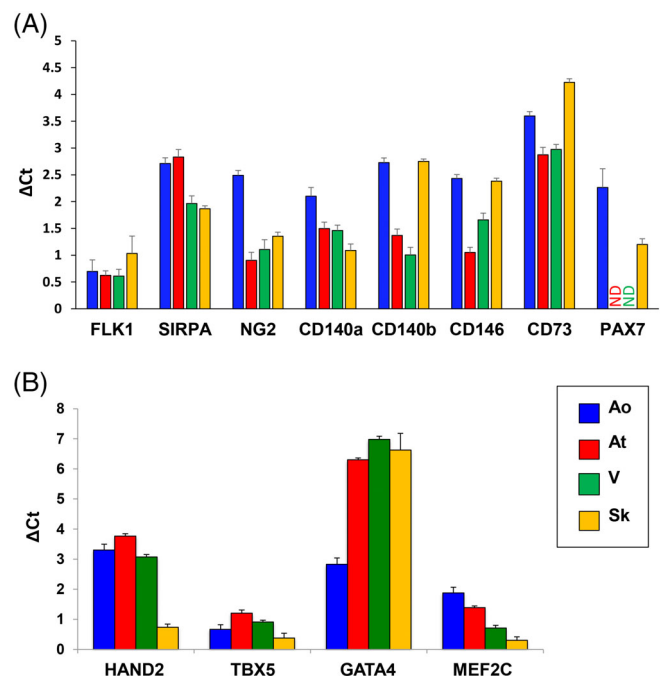 (A)
5
4.5
4
3.5
3
2.5
2
1.5
1
0.5
0
ΔCt
ND
ND
FLK1 SIRPA NG2 CD140a CD140b CD146 CD73 PAX7
(B)
8
7
6
5
4
3
2
1
0
ΔCt
HAND2 TBX5 GATA4 MEF2C
Ao
At
V
Sk